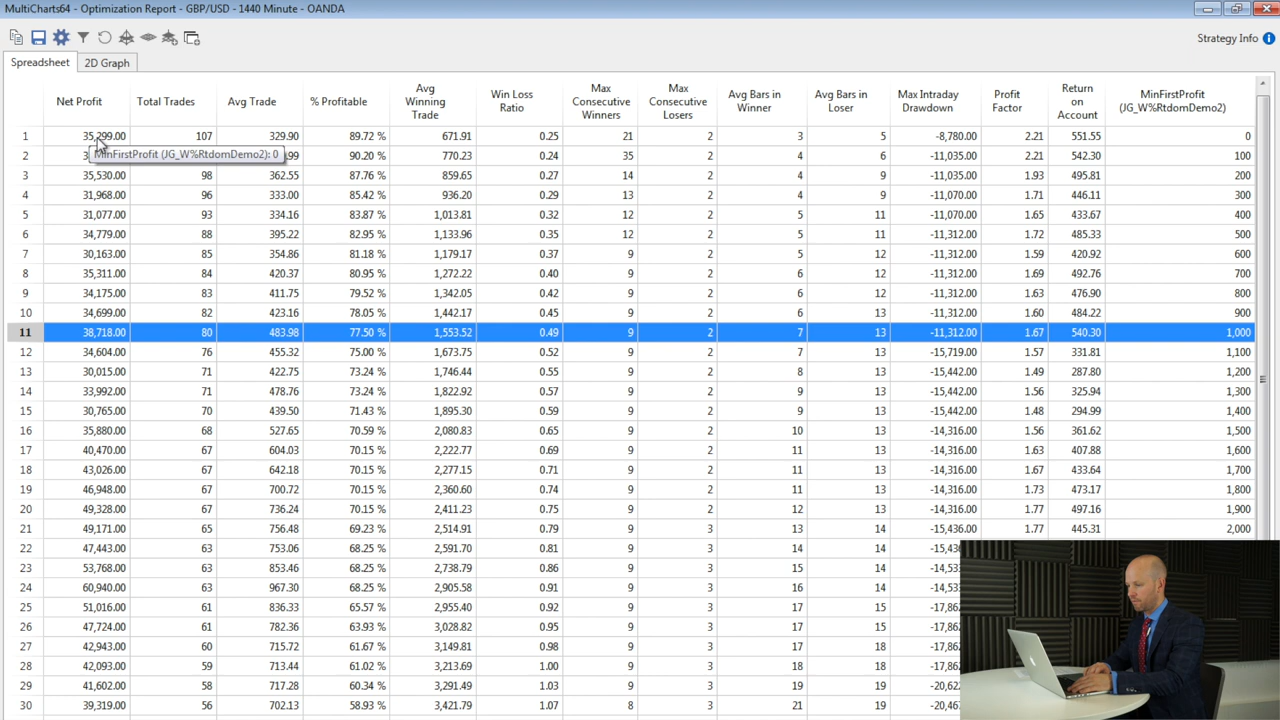 MultiCharts64 - Optimization Report - GBP/USD - 1440 Minute - OANDA
Strategy Info
Spreadsheet 2D Graph
Net Profit Total Trades Avg Trade % Profitable Avg Winning Trade Win Loss Ratio Max Consecutive Winners Max Consecutive Losers Avg Bars in Winner Avg Bars in Loser Max Intraday Drawdown Profit Factor Return on Account MinFirstProfit (JG_W%RtdomDemo2)
1 35,299.00 107 329.90 89.72 % 671.91 0.25 21 2 3 5 -8,780.00 2.21 551.55 0
MinFirstProfit (JG_W%RtdomDemo2): 0
2 90.20 % 770.23 0.24 35 2 4 6 -11,035.00 2.21 542.30 100
3 35,530.00 98 362.55 87.76 % 859.65 0.27 14 2 4 9 -11,035.00 1.93 495.81 200
4 31,968.00 96 333.00 85.42 % 936.20 0.29 13 2 4 9 -11,070.00 1.71 446.11 300
5 31,077.00 93 334.16 83.87 % 1,013.81 0.32 12 2 5 11 -11,070.00 1.65 433.67 400
6 34,779.00 88 395.22 82.95 % 1,133.96 0.35 12 2 5 11 -11,312.00 1.72 485.33 500
7 30,163.00 85 354.86 81.18 % 1,179.17 0.37 9 2 5 12 -11,312.00 1.59 420.92 600
8 35,311.00 84 420.37 80.95 % 1,272.22 0.40 9 2 6 12 -11,312.00 1.69 492.76 700
9 34,175.00 83 411.75 79.52 % 1,342.05 0.42 9 2 6 12 -11,312.00 1.63 476.90 800
10 34,699.00 82 423.16 78.05 % 1,442.17 0.45 9 2 6 13 -11,312.00 1.60 484.22 900
11 38,718.00 80 483.98 77.50 % 1,553.52 0.49 9 2 7 13 -11,312.00 1.67 540.30 1,000
12 34,604.00 76 455.32 75.00 % 1,673.75 0.52 9 2 7 13 -15,719.00 1.57 331.81 1,100
13 30,015.00 71 422.75 73.24 % 1,746.44 0.55 9 2 8 13 -15,442.00 1.49 287.80 1,200
14 33,992.00 71 478.76 73.24 % 1,822.92 0.57 9 2 9 13 -15,442.00 1.56 325.94 1,300
15 30,765.00 70 439.50 71.43 % 1,895.30 0.59 9 2 9 13 -15,442.00 1.48 294.99 1,400
16 35,880.00 68 527.65 70.59 % 2,080.83 0.65 9 2 10 13 -14,316.00 1.56 361.62 1,500
17 40,470.00 67 604.03 70.15 % 2,222.77 0.69 9 2 11 13 -14,316.00 1.63 407.88 1,600
18 43,026.00 67 642.18 70.15 % 2,277.15 0.71 9 2 11 13 -14,316.00 1.67 433.64 1,700
19 46,948.00 67 700.72 70.15 % 2,360.60 0.74 9 2 11 13 -14,316.00 1.73 473.17 1,800
20 49,328.00 67 736.24 70.15 % 2,411.23 0.75 9 2 12 13 -14,316.00 1.77 497.16 1,900
21 49,171.00 65 756.48 69.23 % 2,514.91 0.79 9 3 13 14 -15,436.00 1.77 445.31 2,000
22 47,443.00 63 753.06 68.25 % 2,591.70 0.81 9 3 14 14
23 53,768.00 63 853.46 68.25 % 2,738.79 0.86 9 3 15 14
24 60,940.00 63 967.30 68.25 % 2,905.58 0.91 9 3 16 14
25 51,016.00 61 836.33 65.57 % 2,955.40 0.92 9 3 17 15
26 47,724.00 61 782.36 63.93 % 3,028.82 0.95 9 3 17 15
27 42,943.00 60 715.72 61.67 % 3,149.81 0.98 9 3 17 18
28 42,093.00 59 713.44 61.02 % 3,213.69 1.00 9 3 18 18
29 41,602.00 58 717.28 60.34 % 3,291.49 1.03 9 3 19 19
30 39,319.00 56 702.13 58.93 % 3,421.79 1.07 8 3 21 19